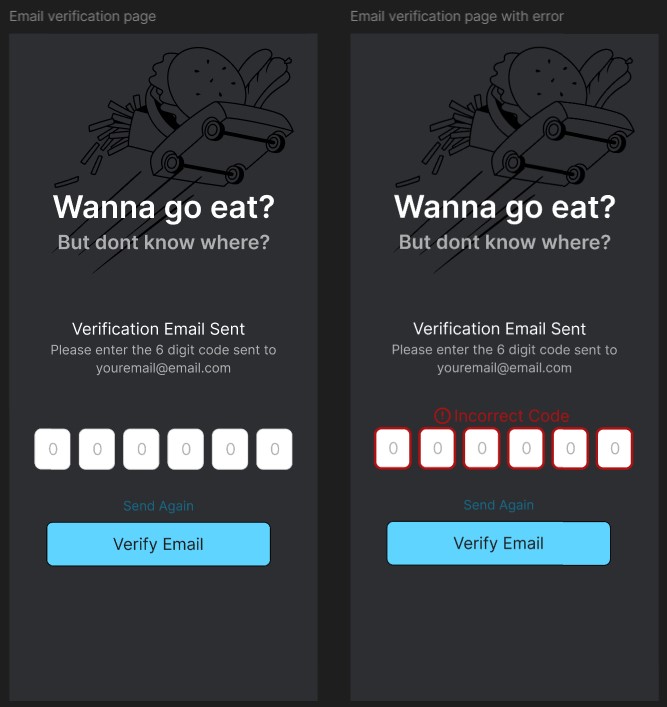 Email verification page
Wanna go eat?
But dont know where?
Verification Email Sent
Please enter the 6 digit code sent to
youremail@email.com
0 0 0 0 0 0
Send Again
Verify Email
Email verification page with error
Wanna go eat?
But dont know where?
Verification Email Sent
Please enter the 6 digit code sent to
youremail@email.com
Incorrect Code
0 0 0 0 0 0
Send Again
Verify Email